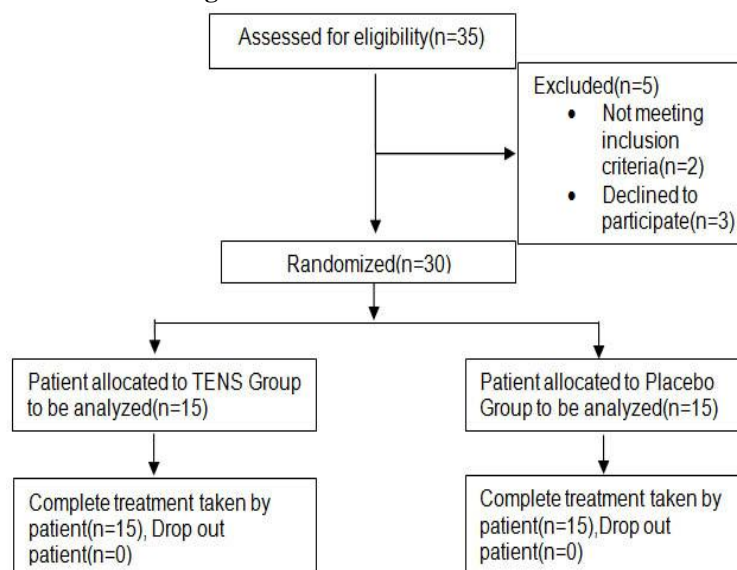 Assessed for eligibility(n=35)
Excluded(n=5)
• Not meeting
inclusion
criteria(n=2)
• Declined to
participate(n=3)
Randomized(n=30)
Patient allocated to TENS Group
to be analyzed(n=15)
Patient allocated to Placebo
Group to be analyzed(n=15)
Complete treatment taken by
patient(n=15), Drop out
patient(n=0)
Complete treatment taken by
patient(n=15),Drop out
patient(n=0)